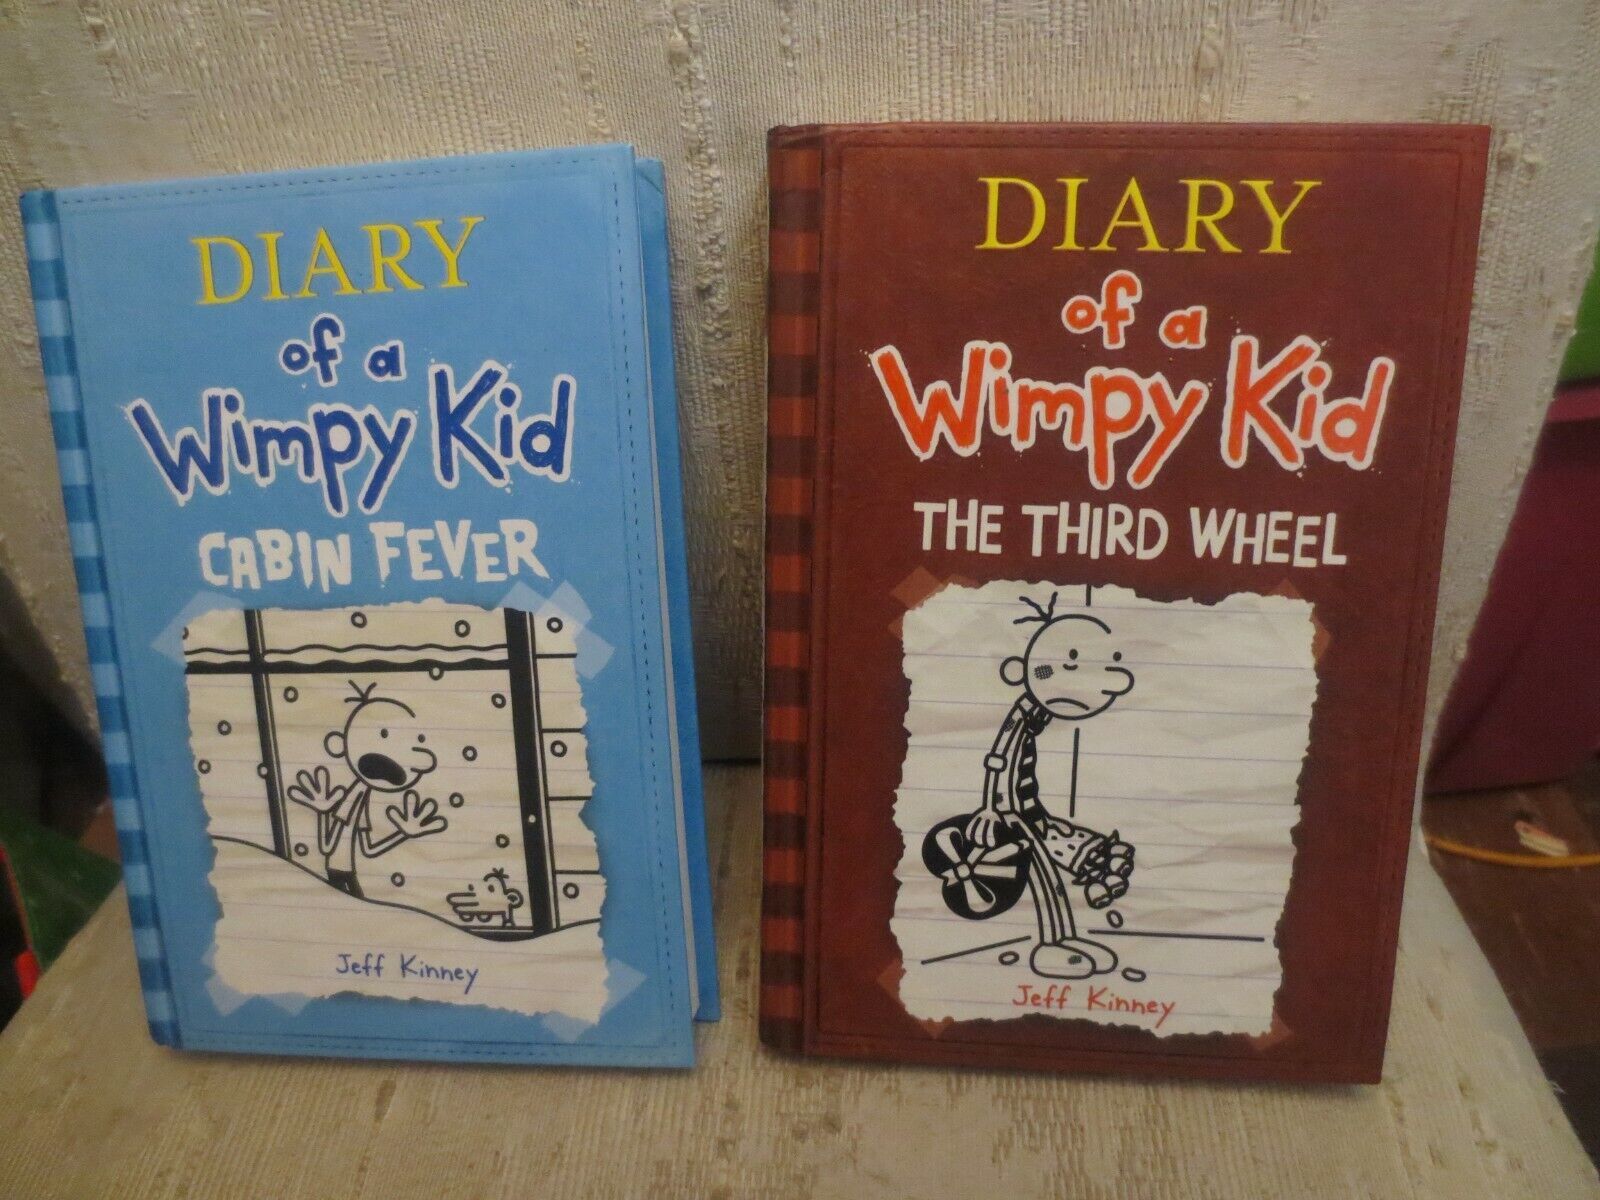 DIARY
of a
Wimpy Kid
CABIN FEVER
Jeff Kinney
DIARY
of a
Wimpy Kid
THE THIRD WHEEL
Jeff Kinney